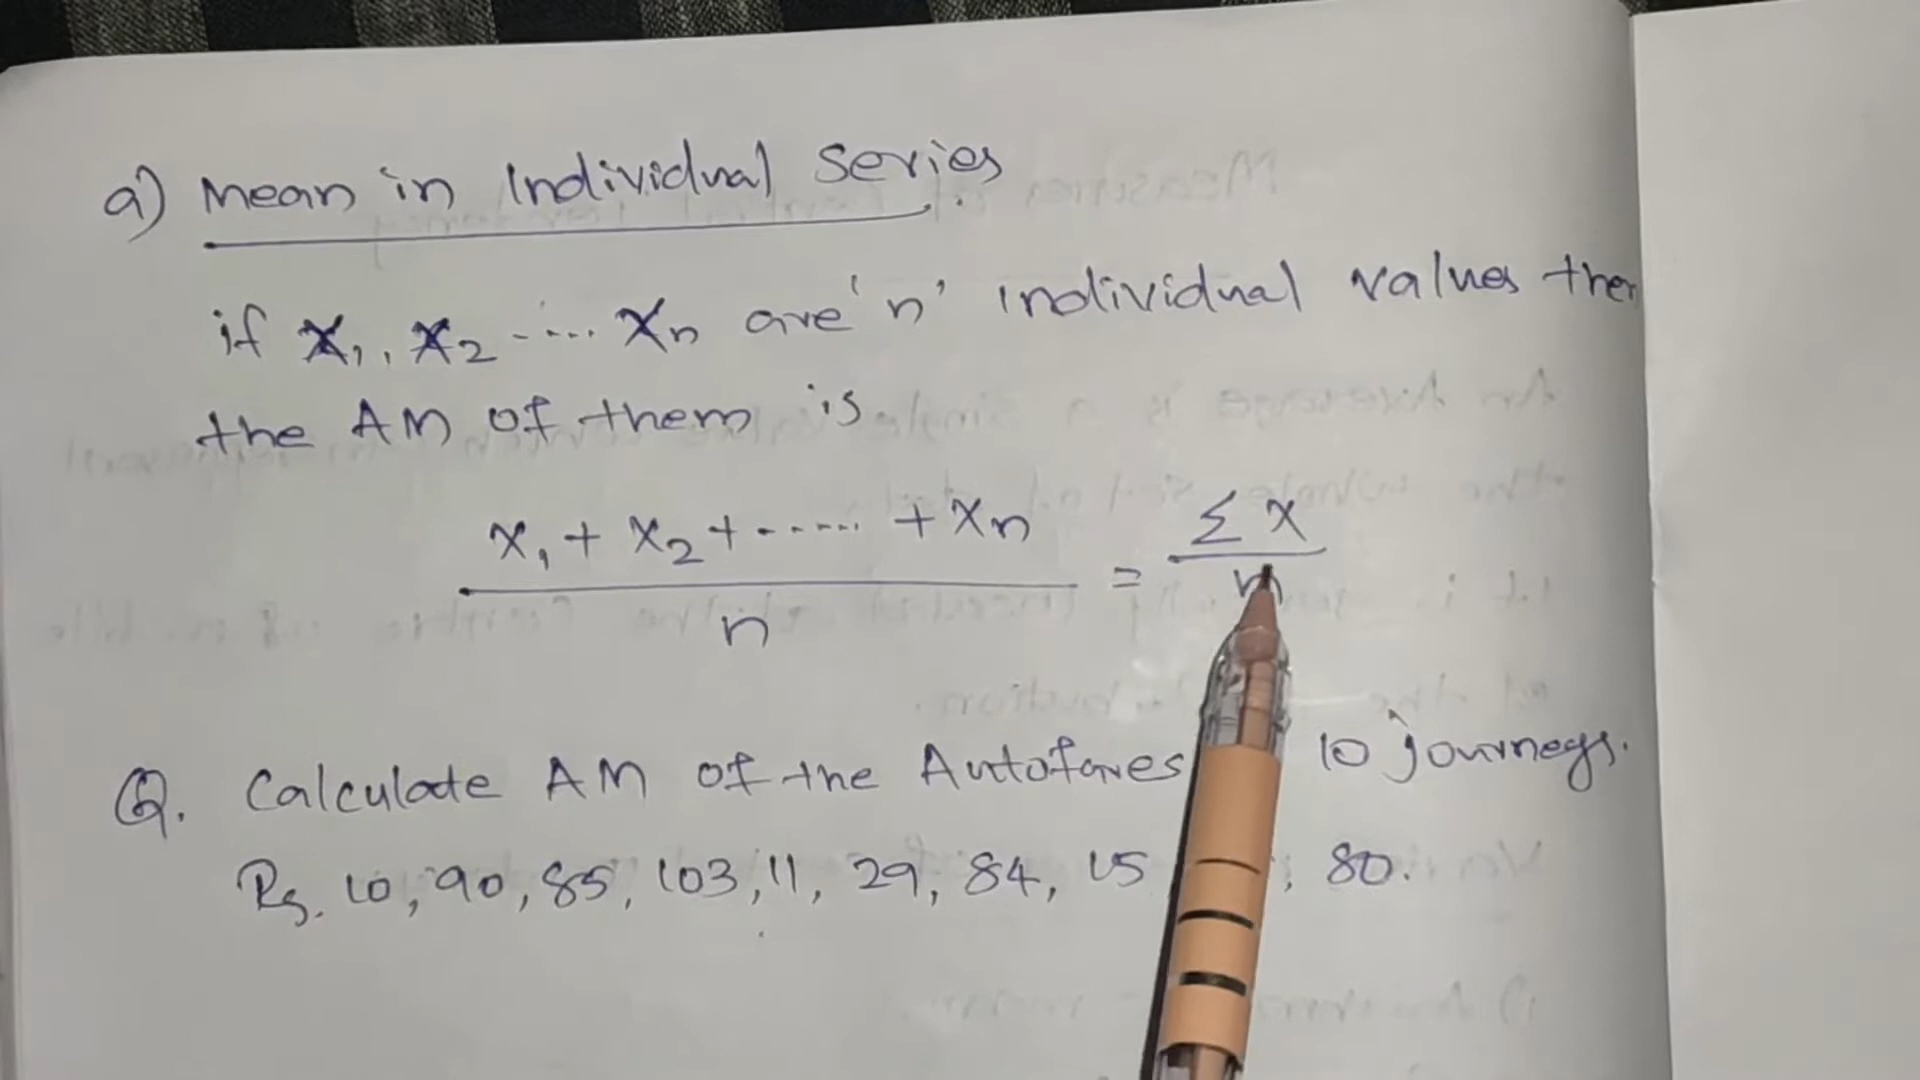 a) Mean in Individual Series
if x₁, x₂ ----- xₙ are 'n' individual values then
the AM of them is
x₁ + x₂ + ------ + xₙ / n = Σx / n
Q. Calculate AM of the Autofares 10 journeys.
Rs. 10, 90, 85, 103, 11, 29, 84, 15 , 80.